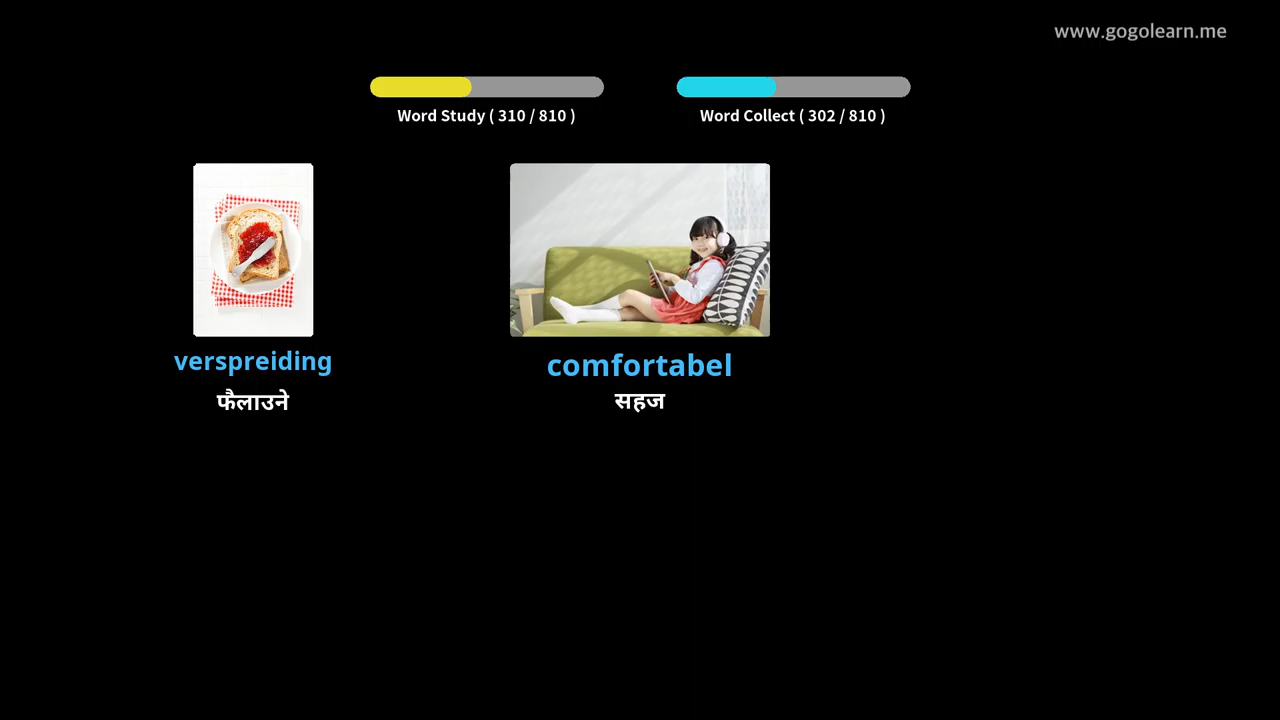 www.gogolearn.me
Word Study ( 310 / 810 )
Word Collect ( 302 / 810 )
verspreiding
फैलाउने
comfortabel
सहज